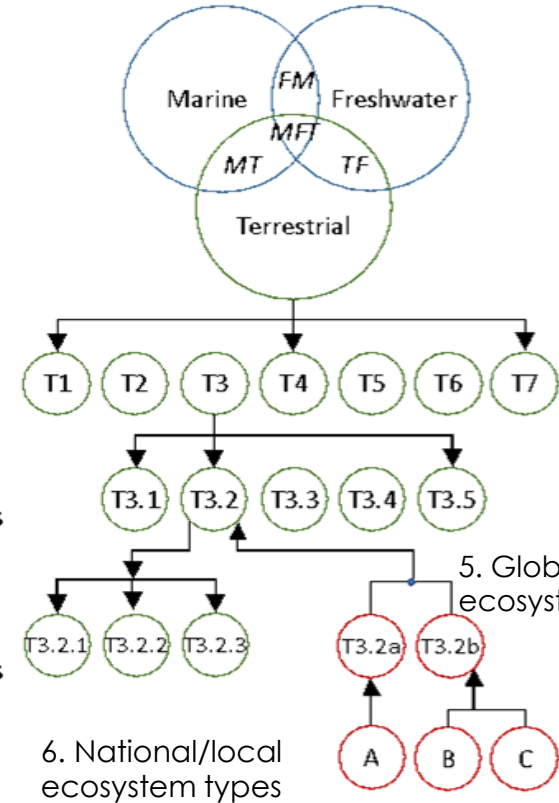 FM
Marine
Freshwater
MFT
MT
TF
Terrestrial
T1 T2 T3 T4 T5 T6 T7
T3.1 T3.2 T3.3 T3.4 T3.5
s
5. Glob
ecosyst
T3.2.1 T3.2.2 T3.2.3 T3.2a T3.2b
s
6. National/local
ecosystem types
A B C